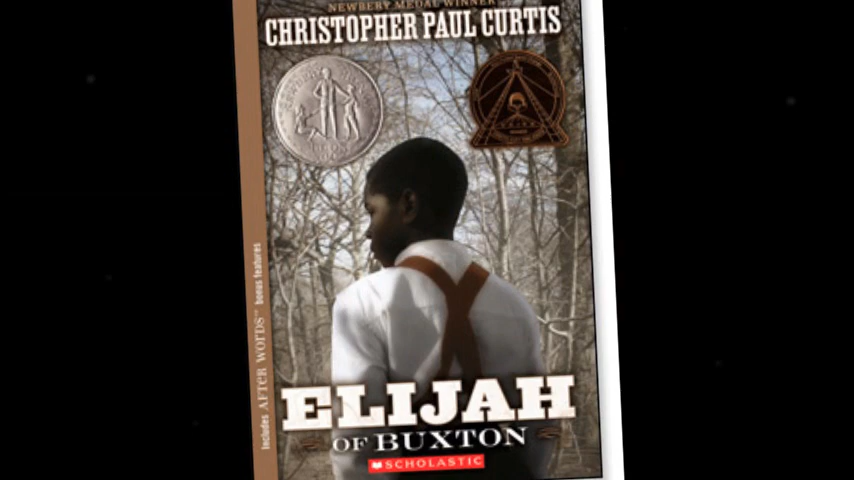 NEWBERY MEDAL WINNER
CHRISTOPHER PAUL CURTIS
Includes AFTER WORDS™ bonus features
ELIJAH
OF BUXTON
SCHOLASTIC